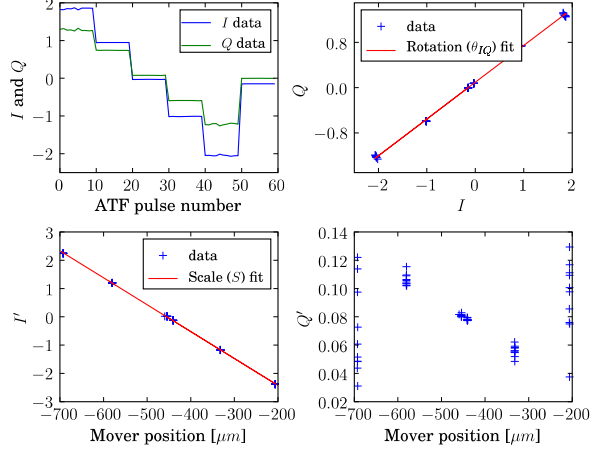 2
1
0
−1
−2
0 10 20 30 40 50 60
I and Q
ATF pulse number
I data
Q data
0.8
0.0
−0.8
−2 −1 0 1 2
Q
I
data
Rotation (θIQ) fit
3
2
1
0
−1
−2
−3
−700 −600 −500 −400 −300 −200
I′
Mover position [μm]
data
Scale (S) fit
0.14
0.12
0.10
0.08
0.06
0.04
0.02
−700 −600 −500 −400 −300 −200
Q′
Mover position [μm]